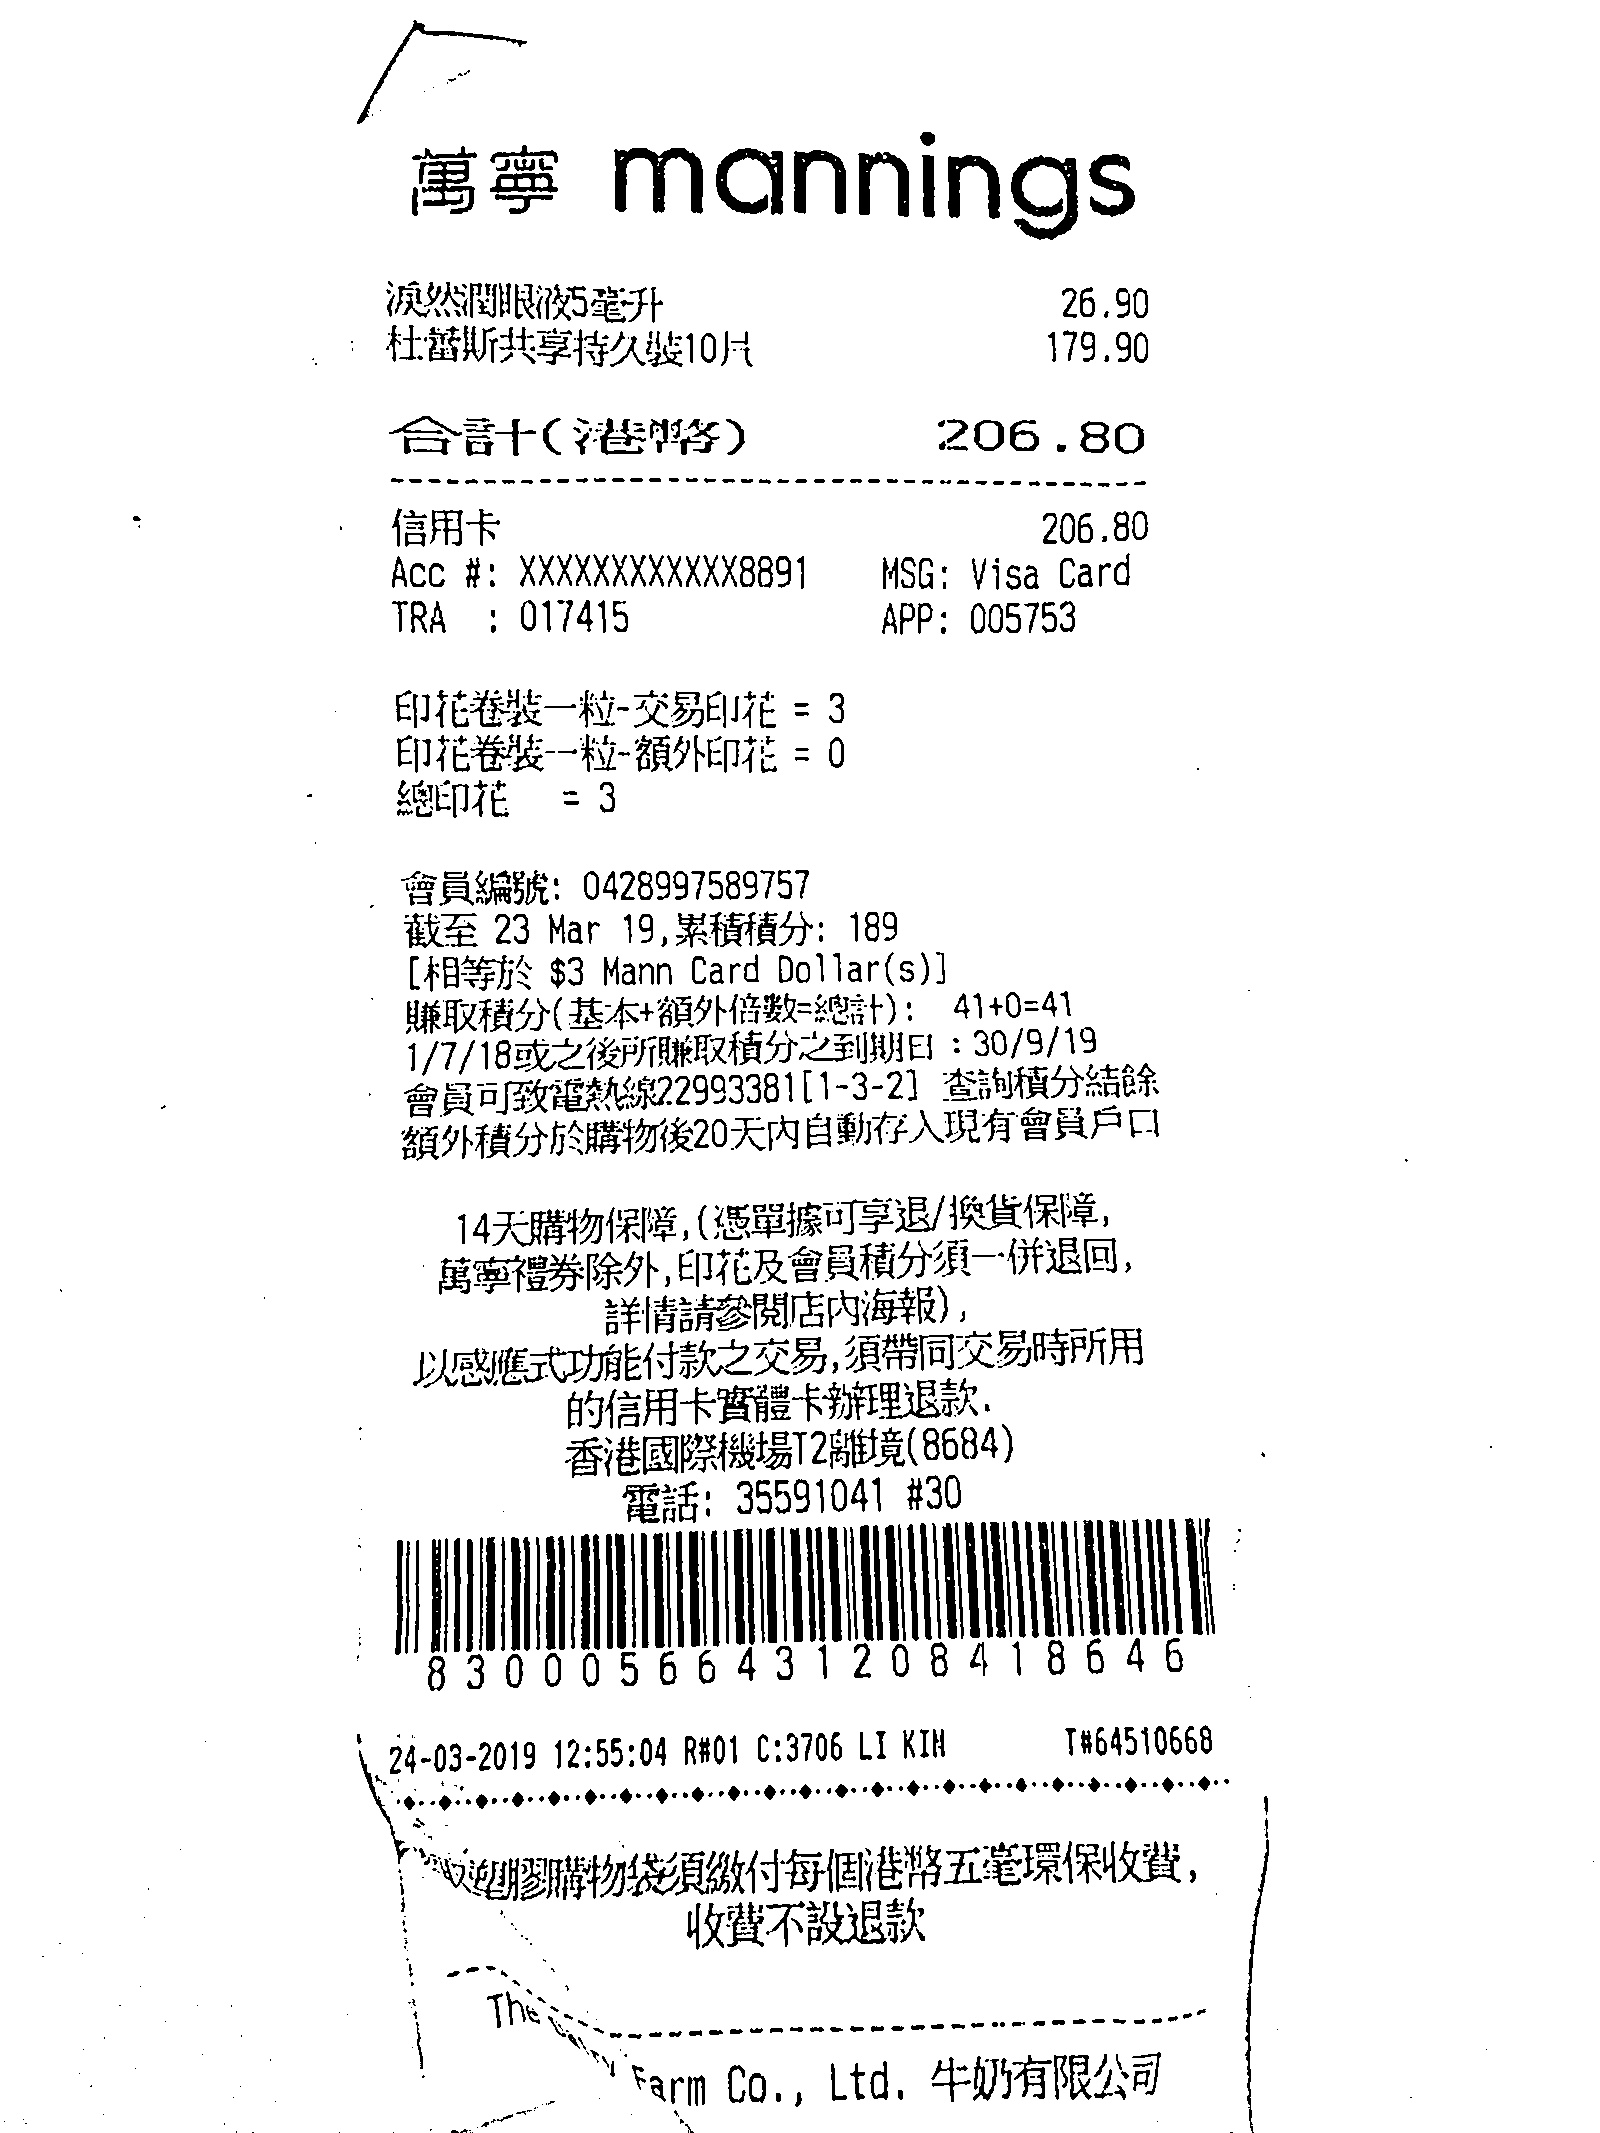 萬寧 mannings
淚然潤眼液5毫升 26.90
杜蕾斯共享持久裝10片 179.90
合計(港幣) 206.80
信用卡 206.80
Acc #: XXXXXXXXXXXX8891 MSG: Visa Card
TRA : 017415 APP: 005753
印花卷裝一粒-交易印花 = 3
印花卷裝一粒-額外印花 = 0
總印花 = 3
會員編號: 0428997589757
截至 23 Mar 19,累積積分: 189
[相等於 $3 Mann Card Dollar(s)]
賺取積分(基本+額外倍數=總計): 41+0=41
1/7/18或之後所賺取積分之到期日：30/9/19
會員可致電熱線22993381[1-3-2] 查詢積分結餘
額外積分於購物後20天內自動存入現有會員戶口
14天購物保障,(憑單據可享退/換貨保障,
萬寧禮券除外,印花及會員積分須一併退回,
詳情請參閱店內海報),
以感應式功能付款之交易,須帶同交易時所用
的信用卡實體卡辦理退款.
香港國際機場T2離境(8684)
電話: 35591041 #30
83000566431208418646
24-03-2019 12:55:04 R#01 C:3706 LI KIN T#64510668
塑膠購物袋須繳付每個港幣五毫環保收費,
收費不設退款
The Farm Co., Ltd. 牛奶有限公司